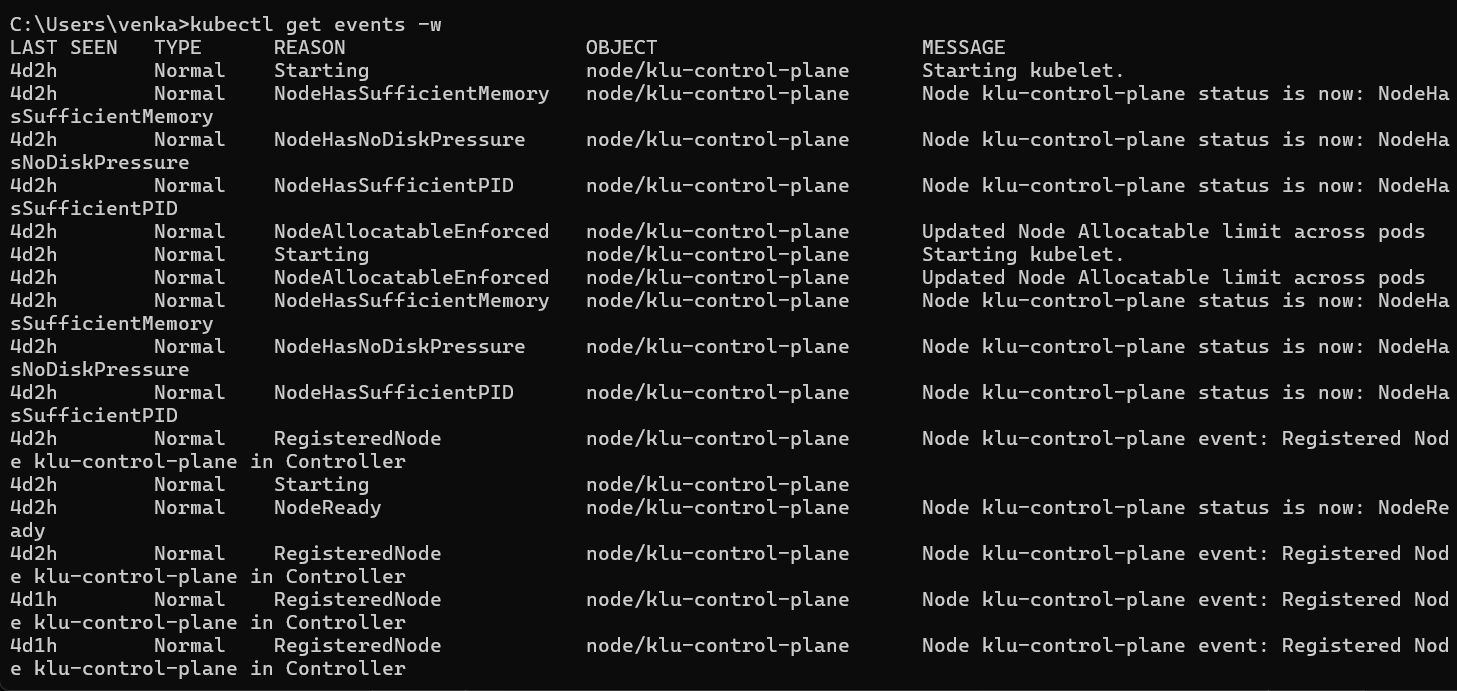 C:\Users\venka>kubectl get events -w
LAST SEEN   TYPE      REASON                    OBJECT                   MESSAGE
4d2h        Normal    Starting                  node/klu-control-plane   Starting kubelet.
4d2h        Normal    NodeHasSufficientMemory   node/klu-control-plane   Node klu-control-plane status is now: NodeHa
sSufficientMemory
4d2h        Normal    NodeHasNoDiskPressure     node/klu-control-plane   Node klu-control-plane status is now: NodeHa
sNoDiskPressure
4d2h        Normal    NodeHasSufficientPID      node/klu-control-plane   Node klu-control-plane status is now: NodeHa
sSufficientPID
4d2h        Normal    NodeAllocatableEnforced   node/klu-control-plane   Updated Node Allocatable limit across pods
4d2h        Normal    Starting                  node/klu-control-plane   Starting kubelet.
4d2h        Normal    NodeAllocatableEnforced   node/klu-control-plane   Updated Node Allocatable limit across pods
4d2h        Normal    NodeHasSufficientMemory   node/klu-control-plane   Node klu-control-plane status is now: NodeHa
sSufficientMemory
4d2h        Normal    NodeHasNoDiskPressure     node/klu-control-plane   Node klu-control-plane status is now: NodeHa
sNoDiskPressure
4d2h        Normal    NodeHasSufficientPID      node/klu-control-plane   Node klu-control-plane status is now: NodeHa
sSufficientPID
4d2h        Normal    RegisteredNode            node/klu-control-plane   Node klu-control-plane event: Registered Nod
e klu-control-plane in Controller
4d2h        Normal    Starting                  node/klu-control-plane
4d2h        Normal    NodeReady                 node/klu-control-plane   Node klu-control-plane status is now: NodeRe
ady
4d2h        Normal    RegisteredNode            node/klu-control-plane   Node klu-control-plane event: Registered Nod
e klu-control-plane in Controller
4d1h        Normal    RegisteredNode            node/klu-control-plane   Node klu-control-plane event: Registered Nod
e klu-control-plane in Controller
4d1h        Normal    RegisteredNode            node/klu-control-plane   Node klu-control-plane event: Registered Nod
e klu-control-plane in Controller